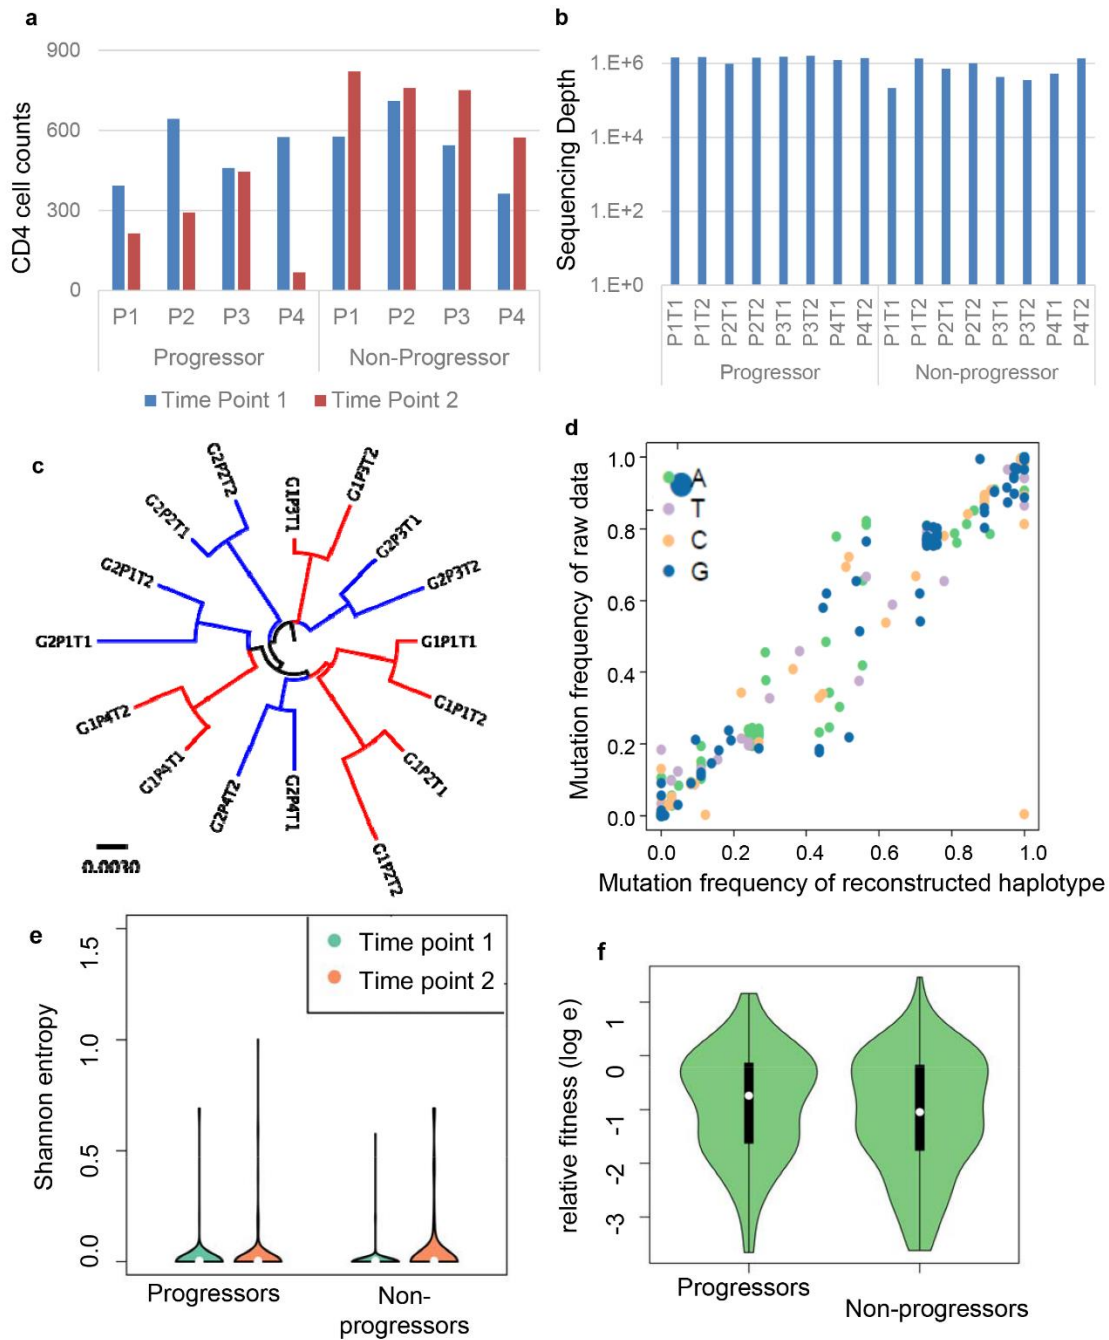 a
900
600
300
0
CD4 cell counts
P1 P2 P3 P4 P1 P2 P3 P4
Progressor Non-Progressor
Time Point 1 Time Point 2
b
1.E+6
1.E+4
1.E+2
1.E+0
Sequencing Depth
P1T1 P1T2 P2T1 P2T2 P3T1 P3T2 P4T1 P4T2 P1T1 P1T2 P2T1 P2T2 P3T1 P3T2 P4T1 P4T2
Progressor Non-progressor
c
G2P2T2
G1P3T1
G1P3T2
G2P2T1
G2P3T1
G2P1T2
G2P3T2
G2P1T1
G1P1T1
G1P4T2
G1P1T2
G1P4T1
G1P2T1
G2P4T2
G2P4T1
G1P2T2
0.0030
d
1.0
0.8
0.6
0.4
0.2
0.0
Mutation frequency of raw data
A
T
C
G
0.0 0.2 0.4 0.6 0.8 1.0
Mutation frequency of reconstructed haplotype
e
1.5
1.0
0.5
0.0
Shannon entropy
Time point 1
Time point 2
Progressors
Non-
progressors
f
1
0
-1
-2
-3
relative fitness (log e)
Progressors
Non-progressors